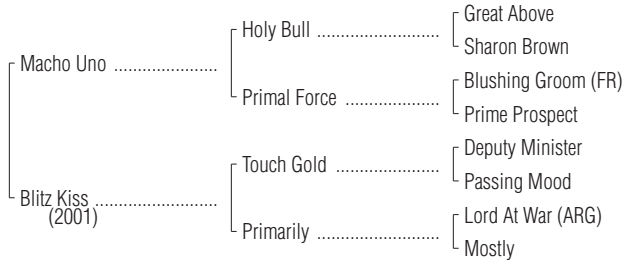 Great Above
Holy Bull ........................
Sharon Brown
Macho Uno ....................
Blushing Groom (FR)
Primal Force ..................
Prime Prospect
Deputy Minister
Touch Gold ....................
Passing Mood
Blitz Kiss .......................
(2001)
Lord At War (ARG)
Primarily ........................
Mostly